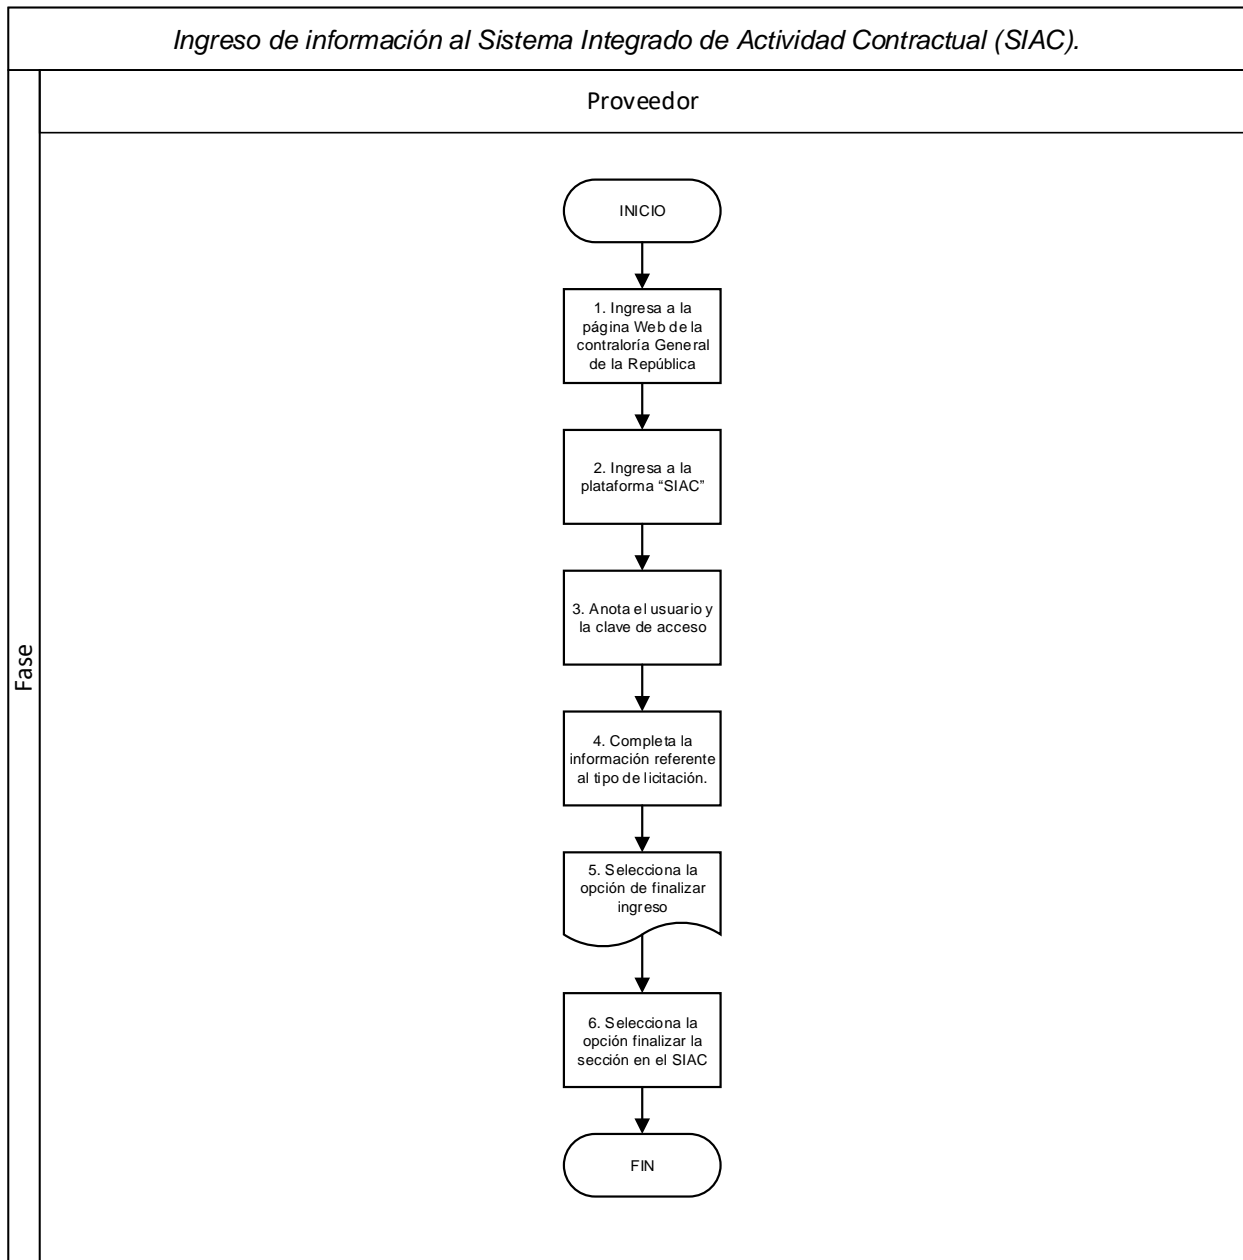 Ingreso de información al Sistema Integrado de Actividad Contractual (SIAC).
Proveedor
Fase
INICIO
1. Ingresa a la
página Web de la
contraloría General
de la República
2. Ingresa a la
plataforma “SIAC”
3. Anota el usuario y
la clave de acceso
4. Completa la
información referente
al tipo de licitación.
5. Selecciona la
opción de finalizar
ingreso
6. Selecciona la
opción finalizar la
sección en el SIAC
FIN